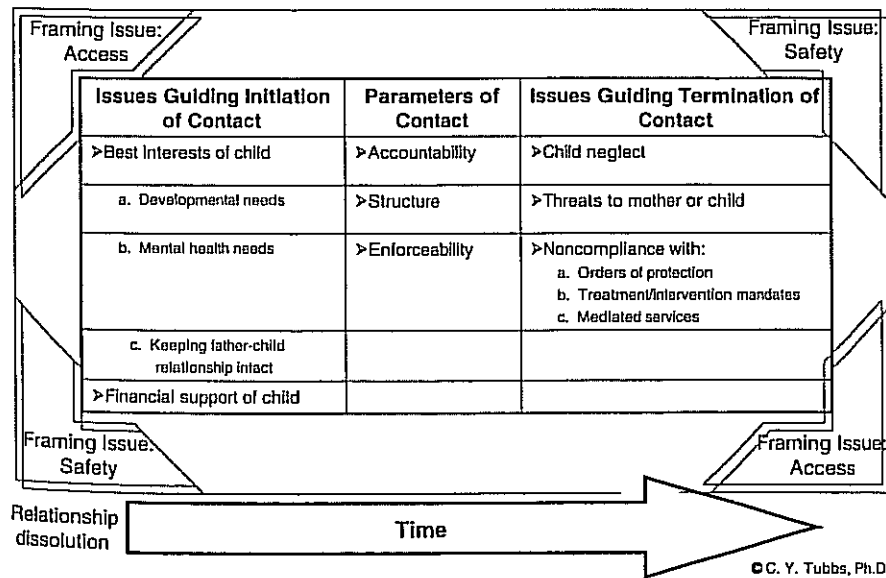 Framing Issue:
Access
Framing Issue:
Safety
Issues Guiding Initiation
of Contact
Parameters of
Contact
Issues Guiding Termination of
Contact
➢Best Interests of child
➢Accountability
➢Child neglect
a. Developmental needs
➢Structure
➢Threats to mother or child
b. Mental health needs
➢Enforceability
➢Noncompliance with:
a. Orders of protection
b. Treatment/intervention mandates
c. Mediated services
c. Keeping father-child
relationship intact
➢Financial support of child
Framing Issue:
Safety
Framing Issue:
Access
Relationship
dissolution
Time
©C. Y. Tubbs, Ph.D